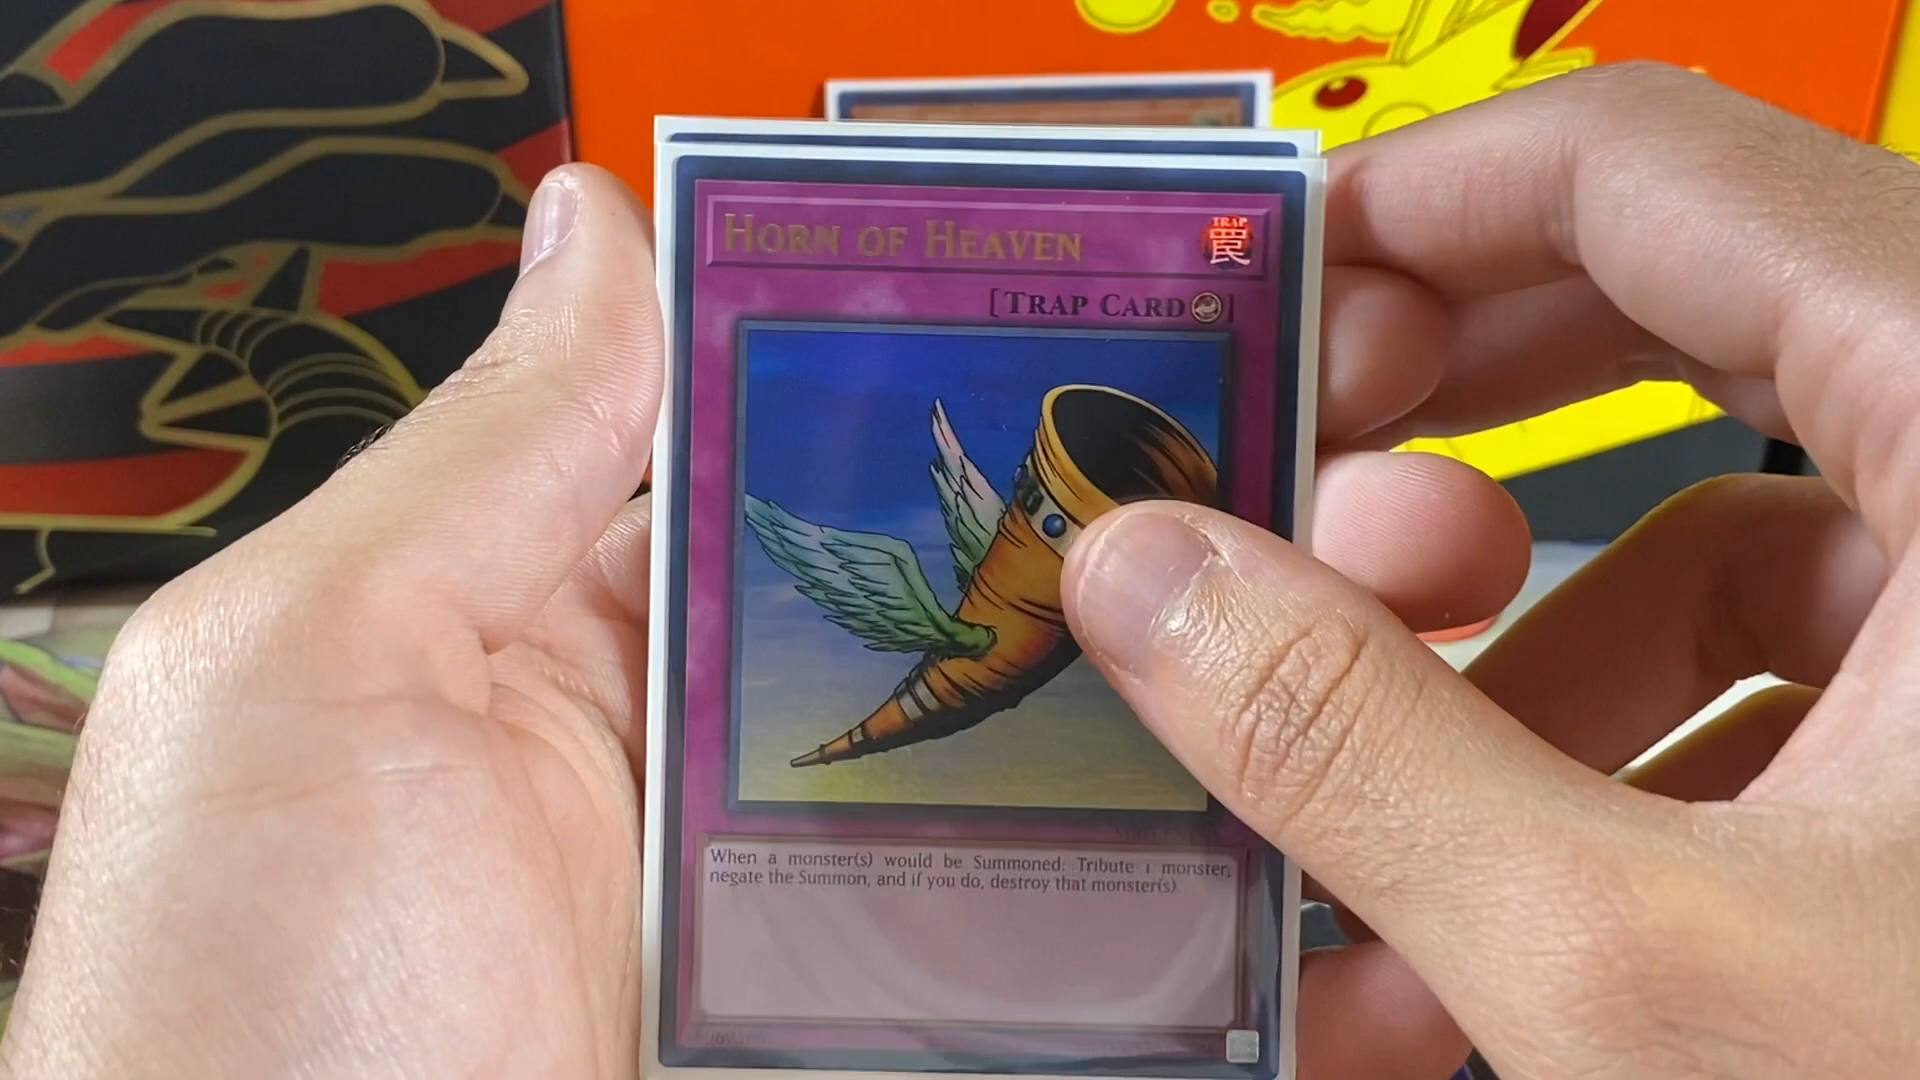 HORN OF HEAVEN
TRAP
罠
[TRAP CARD]
When a monster(s) would be Summoned: Tribute 1 monster;
negate the Summon, and if you do, destroy that monster(s).